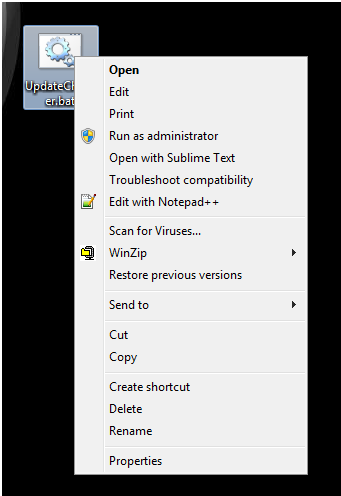 UpdateCh
er.bat
Open
Edit
Print
Run as administrator
Open with Sublime Text
Troubleshoot compatibility
Edit with Notepad++
Scan for Viruses...
WinZip
Restore previous versions
Send to
Cut
Copy
Create shortcut
Delete
Rename
Properties